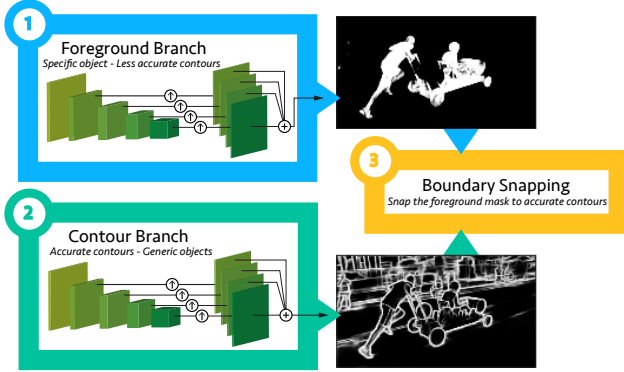 1
Foreground Branch
Specific object - Less accurate contours
3
Boundary Snapping
Snap the foreground mask to accurate contours
2
Contour Branch
Accurate contours - Generic objects